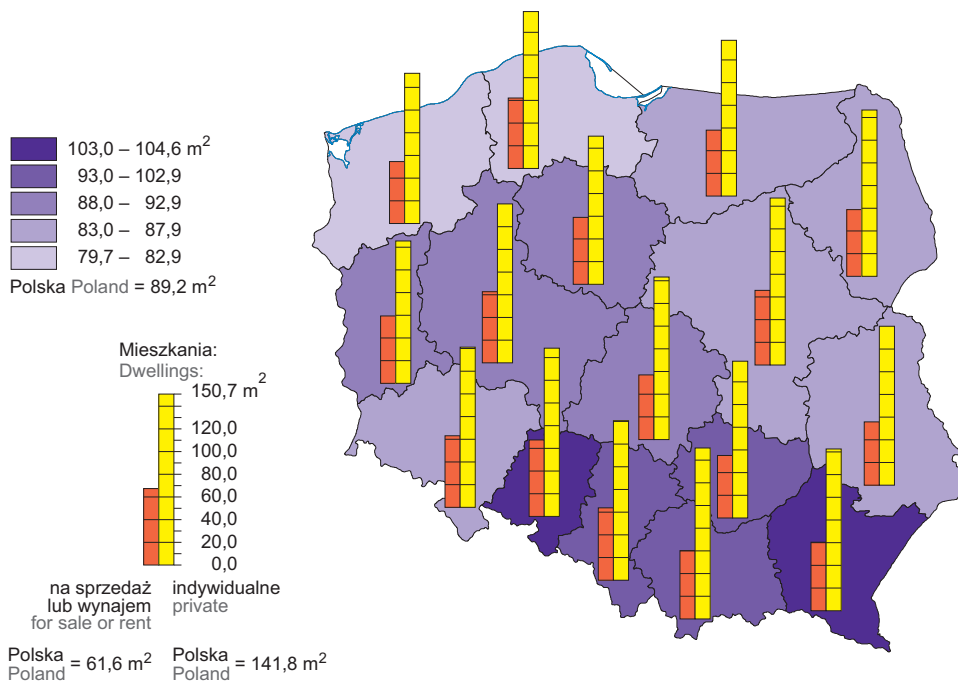 103,0 – 104,6 m²
93,0 – 102,9
88,0 – 92,9
83,0 – 87,9
79,7 – 82,9
Polska Poland = 89,2 m²
Mieszkania:
Dwellings:
150,7 m²
120,0
100,0
80,0
60,0
40,0
20,0
0,0
na sprzedaż
lub wynajem
for sale or rent
indywidualne
private
Polska
Poland = 61,6 m²
Polska
Poland = 141,8 m²